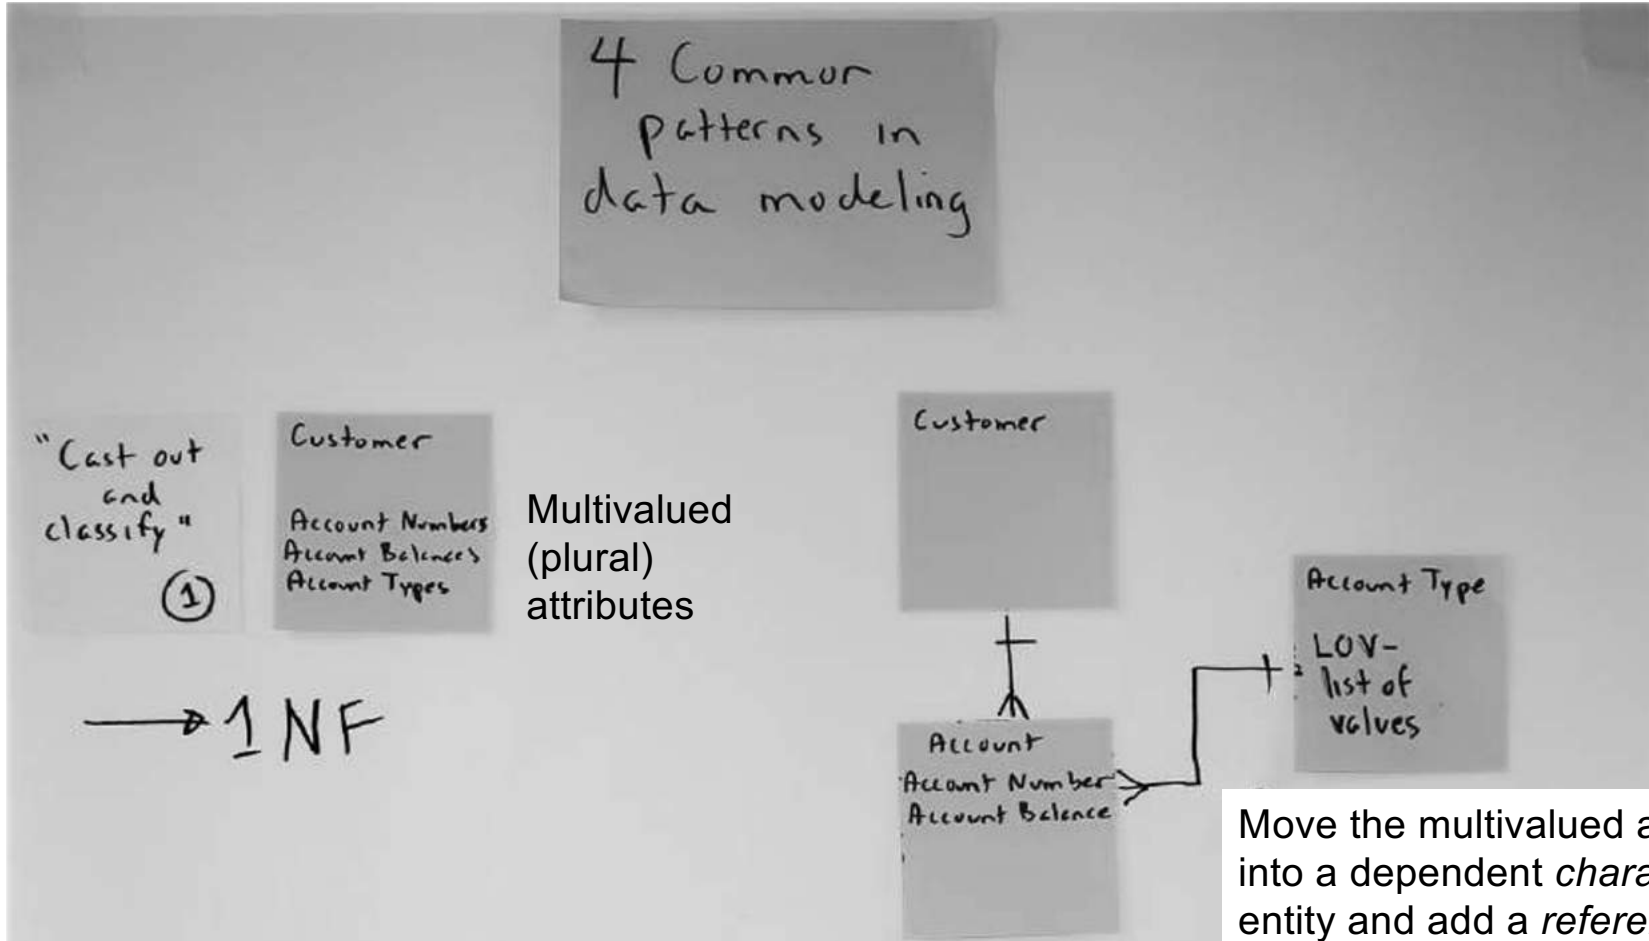 4 Common
patterns in
data modeling
"Cast out
and
classify"
①
Customer
Account Numbers
Account Balances
Account Types
Multivalued
(plural)
attributes
1NF
Customer
Account
Account Number
Account Balance
Account Type
LOV-
list of
values
Move the multivalued a
into a dependent chara
entity and add a refere